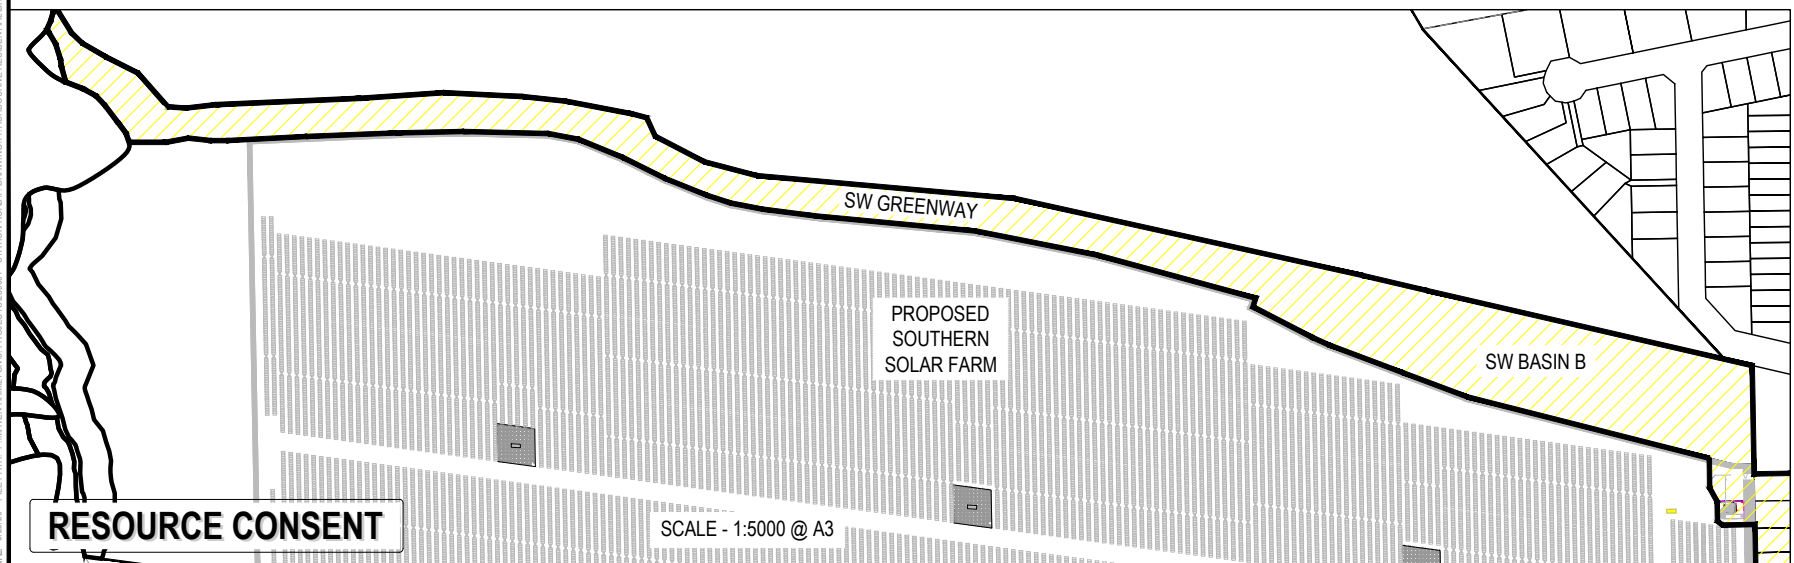 SW GREENWAY
PROPOSED
SOUTHERN
SOLAR FARM
SW BASIN B
RESOURCE CONSENT
SCALE - 1:5000 @ A3